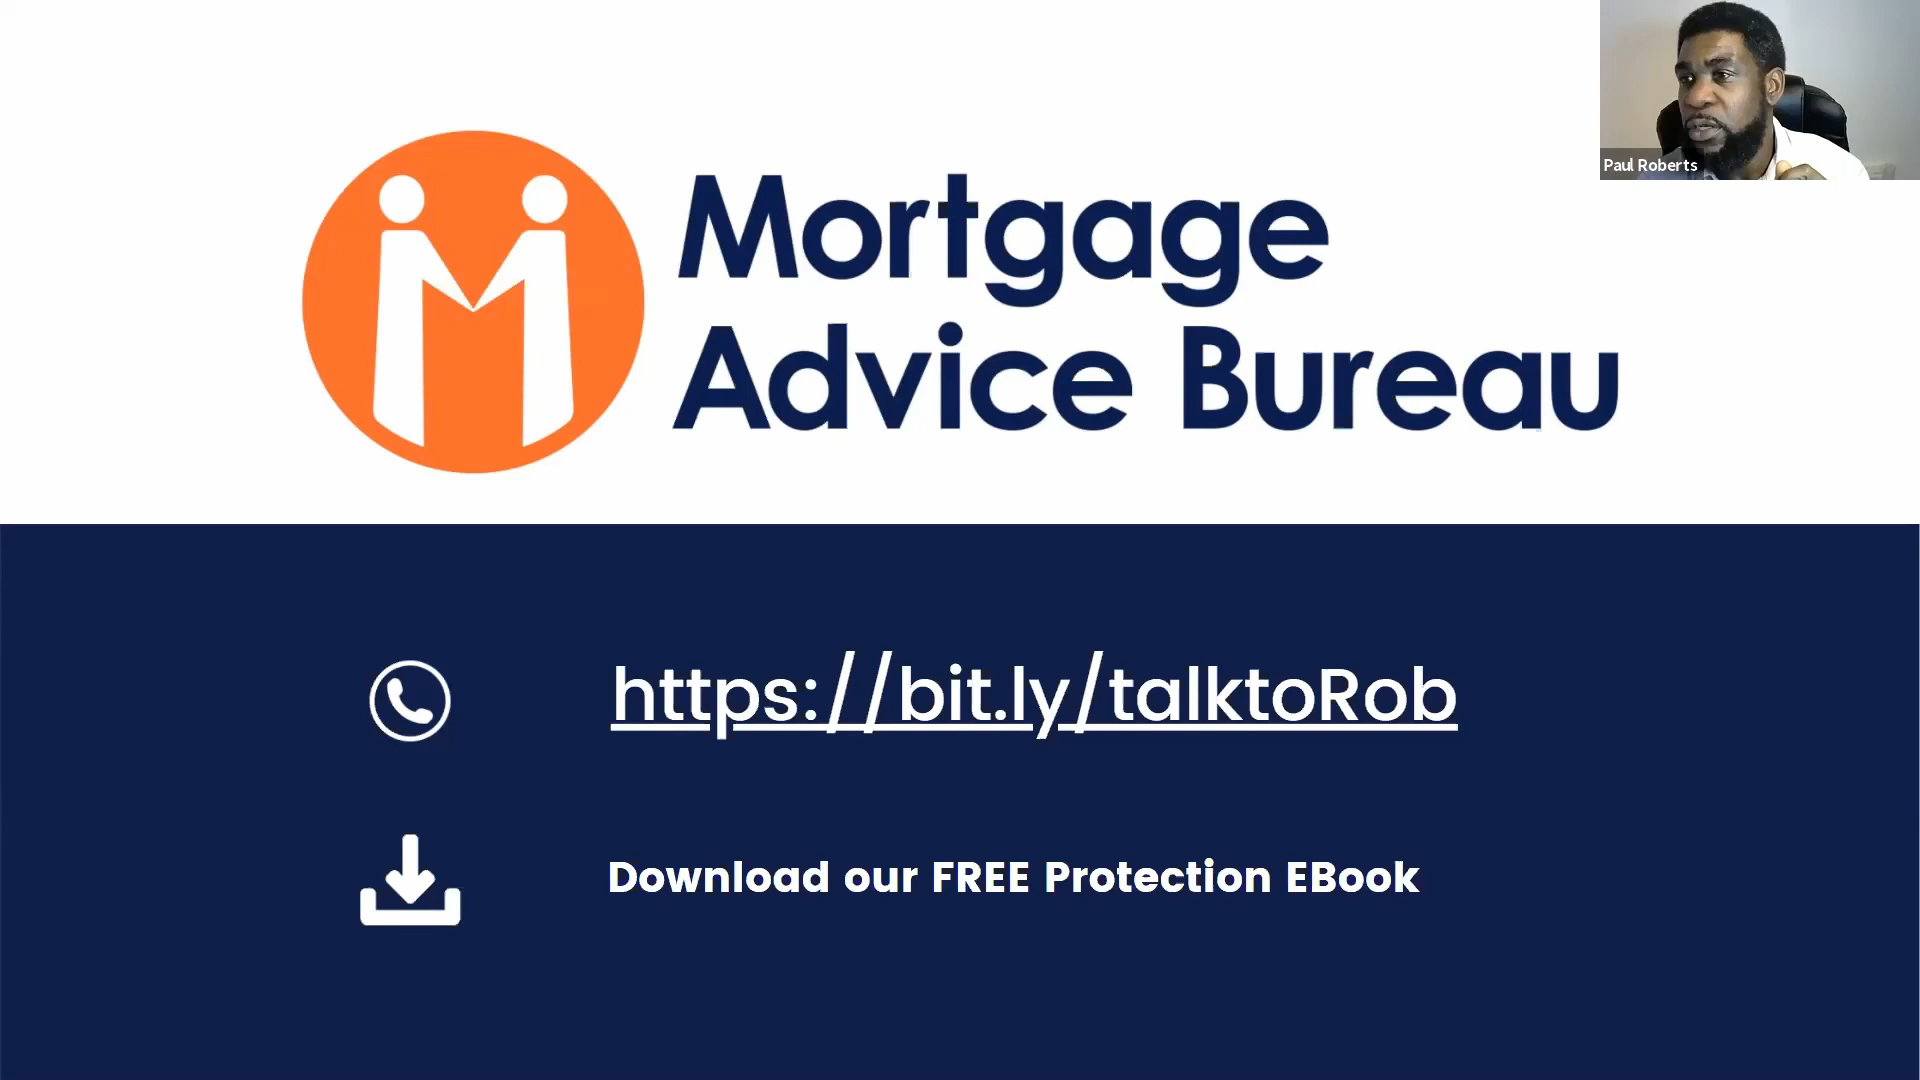 Paul Roberts
Mortgage
Advice Bureau
https://bit.ly/talktoRob
Download our FREE Protection EBook